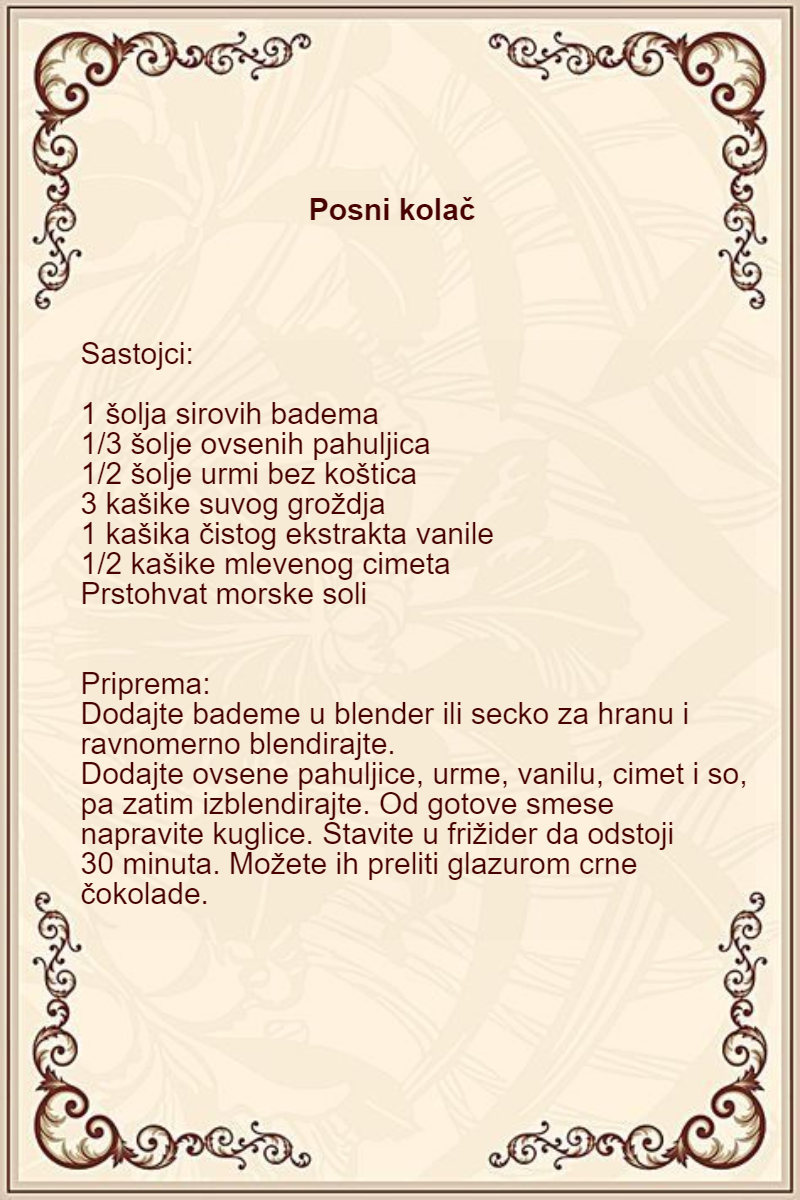 Posni kolač
Sastojci:
1 šolja sirovih badema
1/3 šolje ovsenih pahuljica
1/2 šolje urmi bez koštica
3 kašike suvog groždja
1 kašika čistog ekstrakta vanile
1/2 kašike mlevenog cimeta
Prstohvat morske soli
Priprema:
Dodajte bademe u blender ili secko za hranu i
ravnomerno blendirajte.
Dodajte ovsene pahuljice, urme, vanilu, cimet i so,
pa zatim izblendirajte. Od gotove smese
napravite kuglice. Stavite u frižider da odstoji
30 minuta. Možete ih preliti glazurom crne
čokolade.